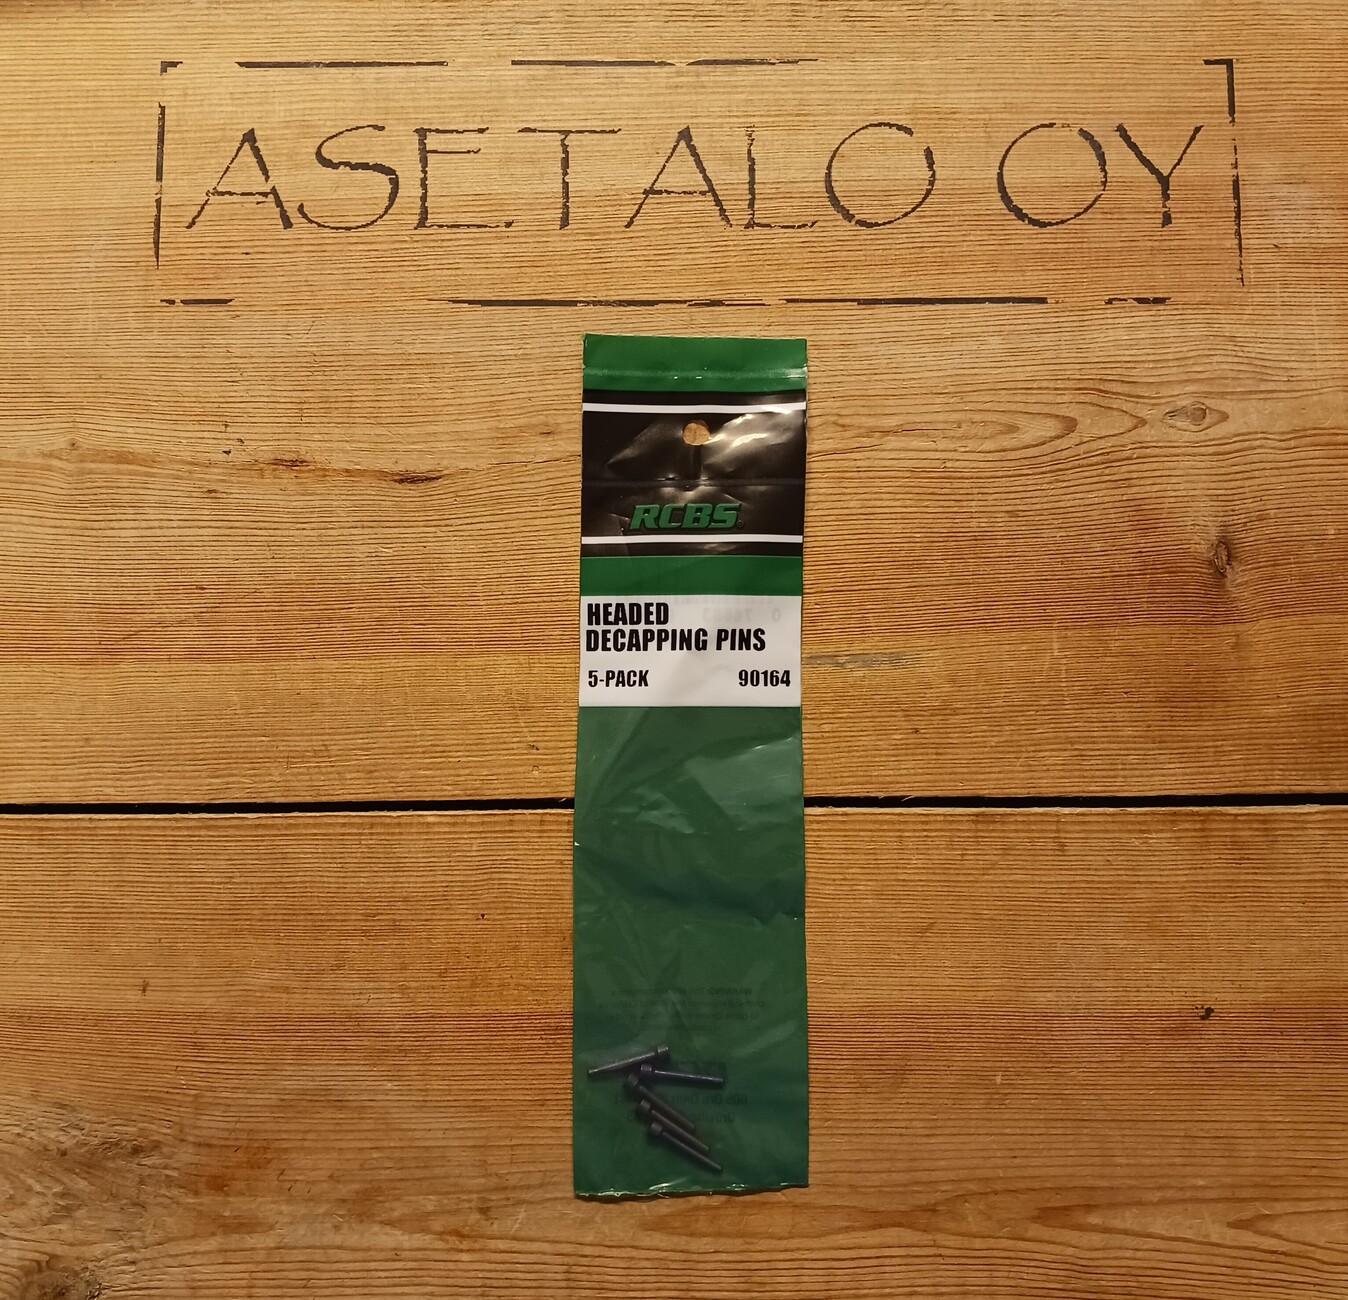 ASETALO OY
RCBS
HEADED
DECAPPING PINS
5-PACK 90164